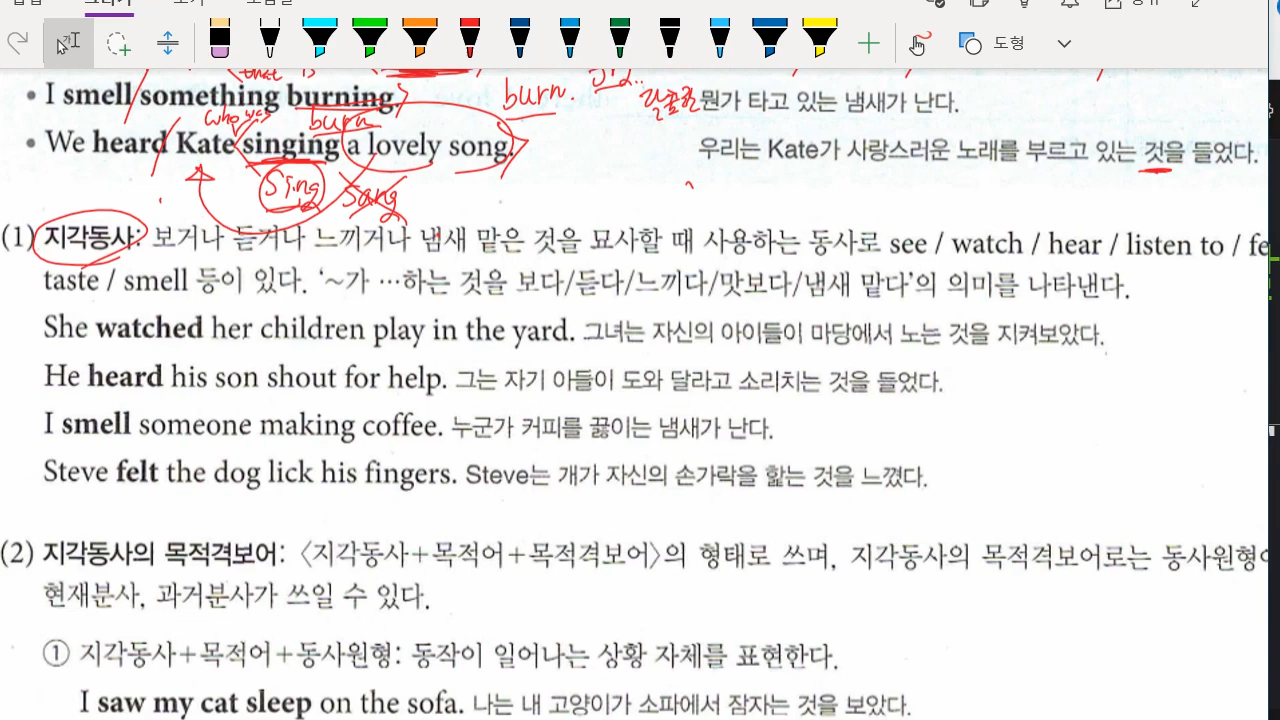 도형
• I smell something burning. 뭔가 타고 있는 냄새가 난다.
burn.
who was
burn
• We heard Kate singing a lovely song. 우리는 Kate가 사랑스러운 노래를 부르고 있는 것을 들었다.
Sing
Sang
(1) 지각동사: 보거나 듣거나 느끼거나 냄새 맡은 것을 묘사할 때 사용하는 동사로 see / watch / hear / listen to / fe
taste / smell 등이 있다. ‘~가 …하는 것을 보다/듣다/느끼다/맛보다/냄새 맡다’의 의미를 나타낸다.
She watched her children play in the yard. 그녀는 자신의 아이들이 마당에서 노는 것을 지켜보았다.
He heard his son shout for help. 그는 자기 아들이 도와 달라고 소리치는 것을 들었다.
I smell someone making coffee. 누군가 커피를 끓이는 냄새가 난다.
Steve felt the dog lick his fingers. Steve는 개가 자신의 손가락을 핥는 것을 느꼈다.
(2) 지각동사의 목적격보어: 〈지각동사+목적어+목적격보어〉의 형태로 쓰며, 지각동사의 목적격보어로는 동사원형
현재분사, 과거분사가 쓰일 수 있다.
① 지각동사+목적어+동사원형: 동작이 일어나는 상황 자체를 표현한다.
I saw my cat sleep on the sofa. 나는 내 고양이가 소파에서 잠자는 것을 보았다.